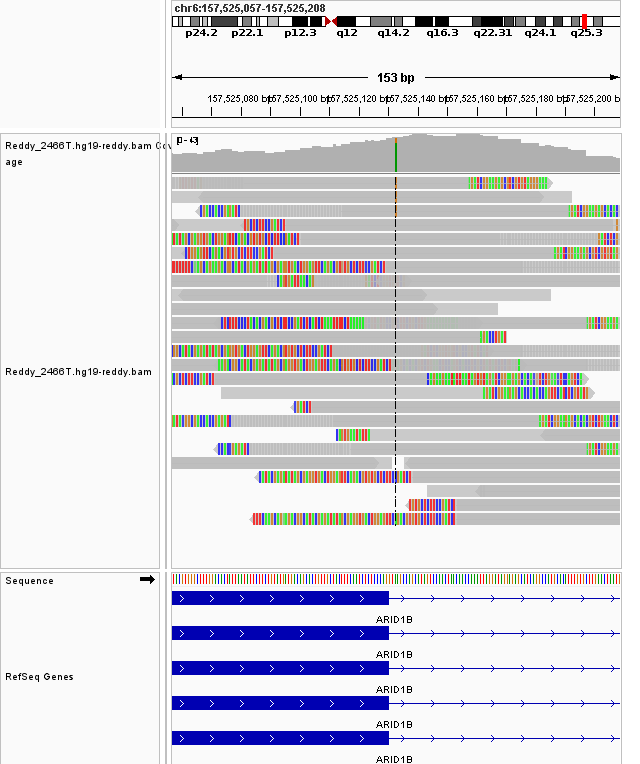 chr6:157,525,057-157,525,208
p24.2 p22.1 p12.3 q12 q14.2 q16.3 q22.31 q24.1 q25.3
153 bp
157,525,080 bp 157,525,100 bp 157,525,120 bp 157,525,140 bp 157,525,160 bp 157,525,180 bp 157,525,200 bp
Reddy_2466T.hg19-reddy.bam Cov
age
Reddy_2466T.hg19-reddy.bam
Sequence
ARID1B
ARID1B
RefSeq Genes
ARID1B
ARID1B
ARID1B